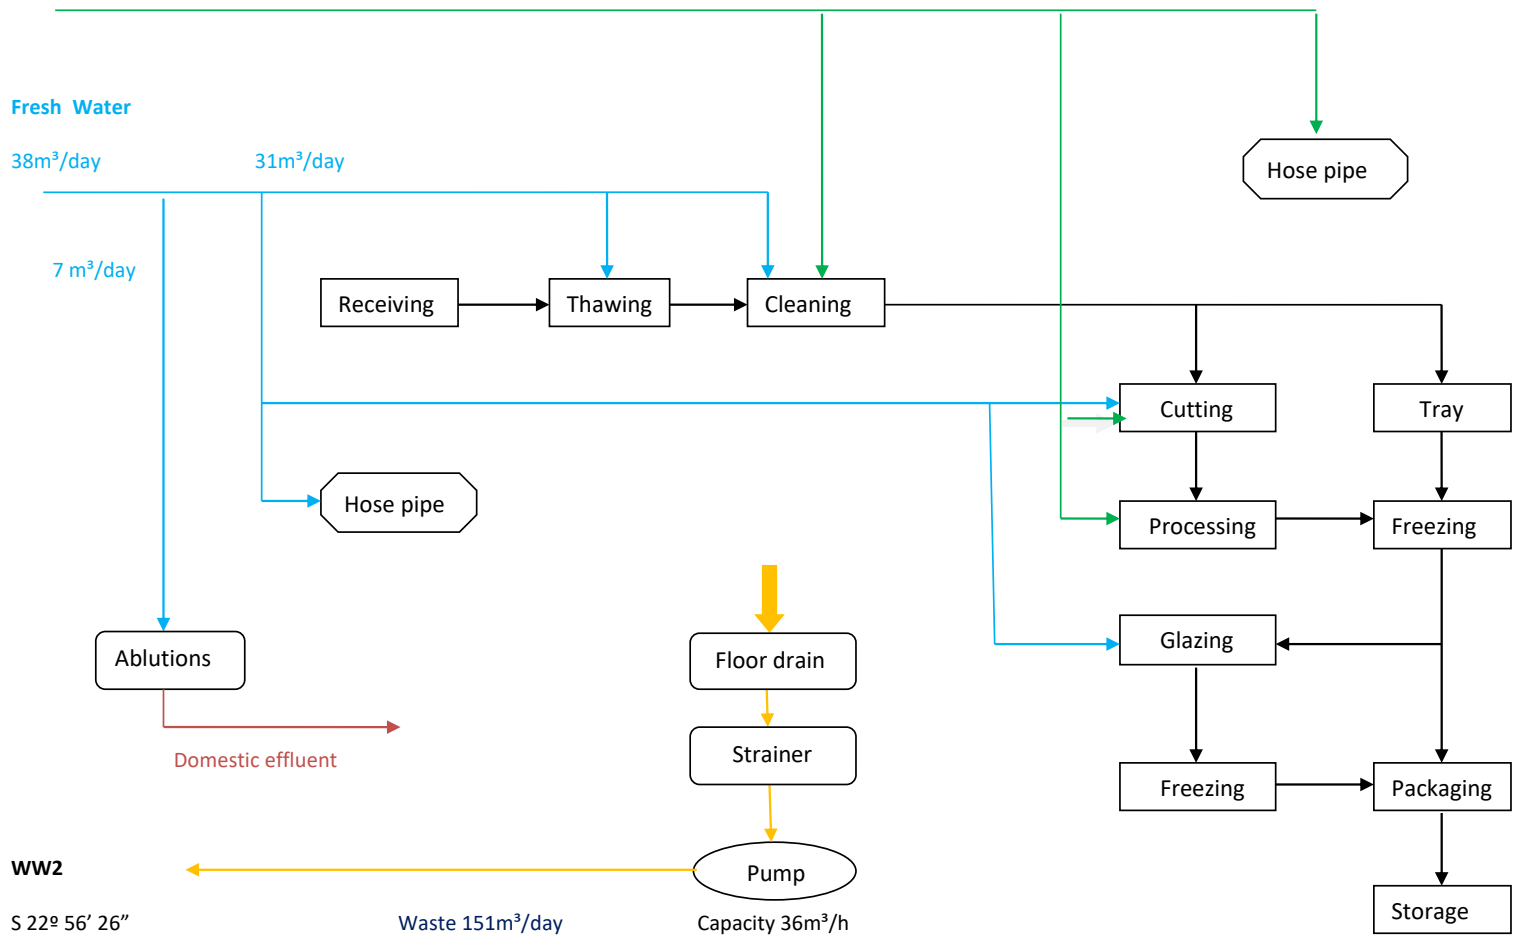 Fresh Water
38m³/day
31m³/day
Hose pipe
7 m³/day
Receiving
Thawing
Cleaning
Cutting
Tray
Hose pipe
Processing
Freezing
Ablutions
Floor drain
Glazing
Domestic effluent
Strainer
Freezing
Packaging
WW2
Pump
S 22º 56’ 26”
Waste 151m³/day
Capacity 36m³/h
Storage